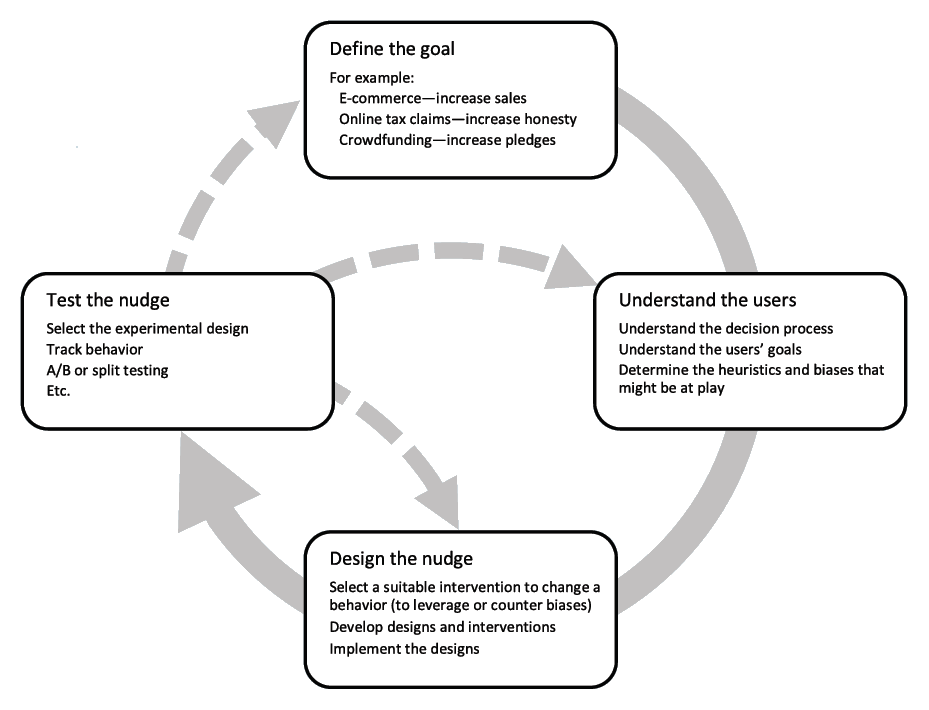 Define the goal
For example:
E-commerce—increase sales
Online tax claims—increase honesty
Crowdfunding—increase pledges
Test the nudge
Select the experimental design
Track behavior
A/B or split testing
Etc.
Understand the users
Understand the decision process
Understand the users’ goals
Determine the heuristics and biases that
might be at play
Design the nudge
Select a suitable intervention to change a
behavior (to leverage or counter biases)
Develop designs and interventions
Implement the designs